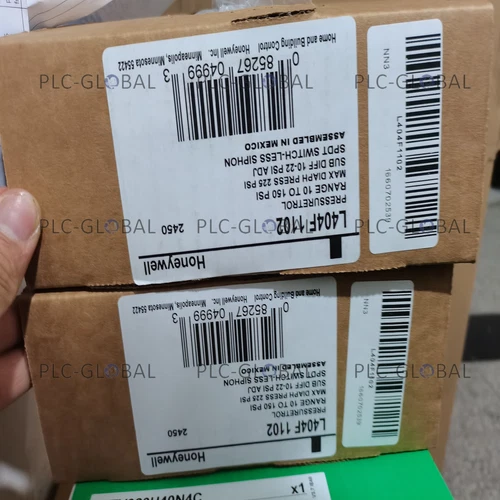 Honeywell
L404F1102
2450
PRESSURETROL
RANGE 10 TO 150 PSI
MAX DIAPH PRESS 225 PSI
SUB DIFF 10-22 PSI ADJ
SPDT SWITCH-LESS SIPHON
ASSEMBLED IN MEXICO
0 85267 04999 3
Home and Building Control Honeywell Inc. Minneapolis, Minnesota 55422
NN3
L404F1102
Honeywell
L404F1102
2450
PRESSURETROL
RANGE 10 TO 150 PSI
MAX DIAPH PRESS 225 PSI
SUB DIFF 10-22 PSI ADJ
SPDT SWITCH-LESS SIPHON
ASSEMBLED IN MEXICO
0 85267 04999 3
Home and Building Control Honeywell Inc. Minneapolis, Minnesota 55422
NN3
L404F1102
x1
PLC-GLOBAL
PLC-GLOBAL
PLC-GLOBAL
PLC-GLOBAL
PLC-GLOBAL
PLC-GLOBAL